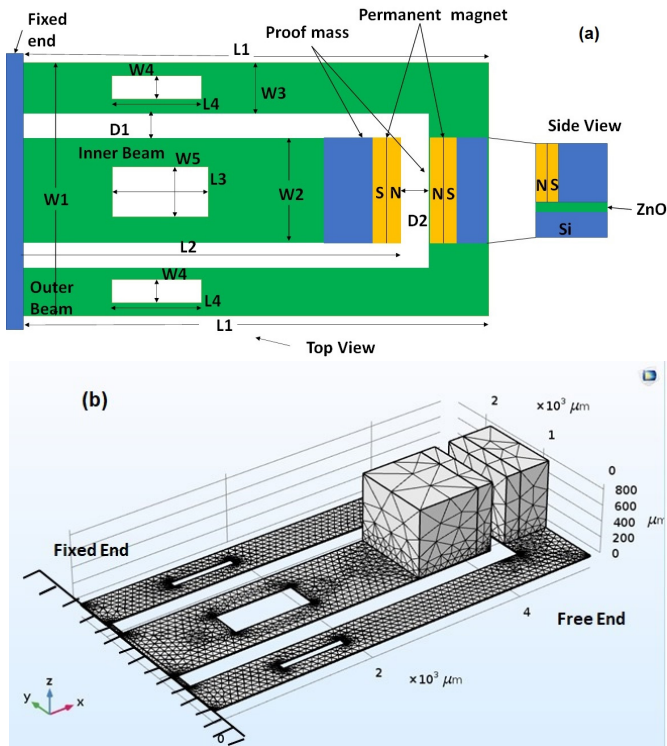 Fixed
end
L1
Proof mass
Permanent magnet
(a)
W4
L4
W3
D1
Inner Beam
W5
L3
W1
W2
S N
D2
N S
Side View
N S
ZnO
Si
L2
W4
L4
Outer
Beam
L1
Top View
(b)
2
×10³ μm
1
0
800
600
400
200
0
μm
Fixed End
4
Free End
2
×10³ μm
0
z
y
x